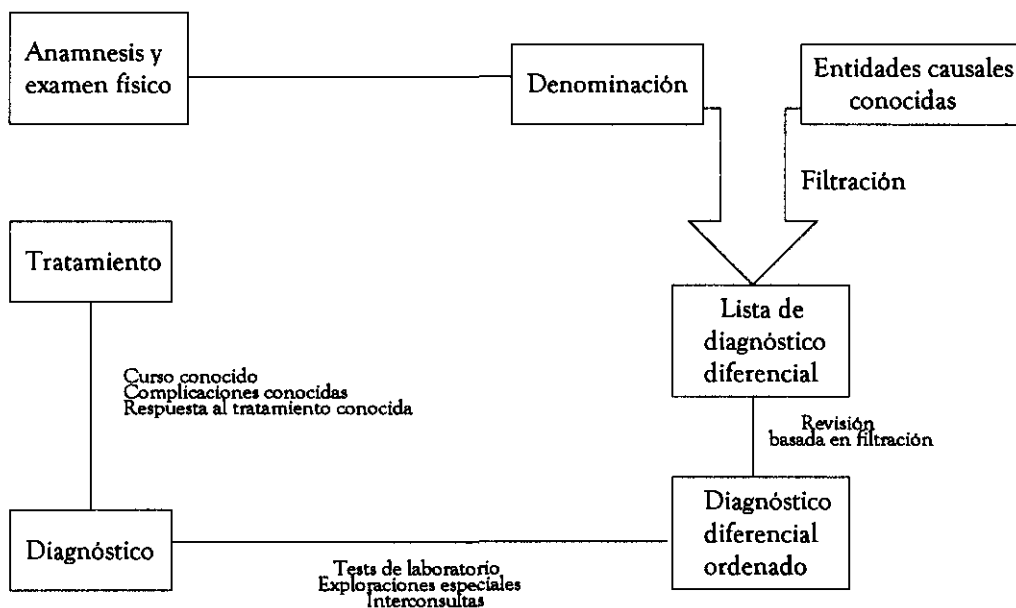 Anamnesis y
examen físico
Denominación
Entidades causales
conocidas
Filtración
Tratamiento
Lista de
diagnóstico
diferencial
Curso conocido
Complicaciones conocidas
Respuesta al tratamiento conocida
Revisión
basada en filtración
Diagnóstico
Diagnóstico
diferencial
ordenado
Tests de laboratorio
Exploraciones especiales
Interconsultas